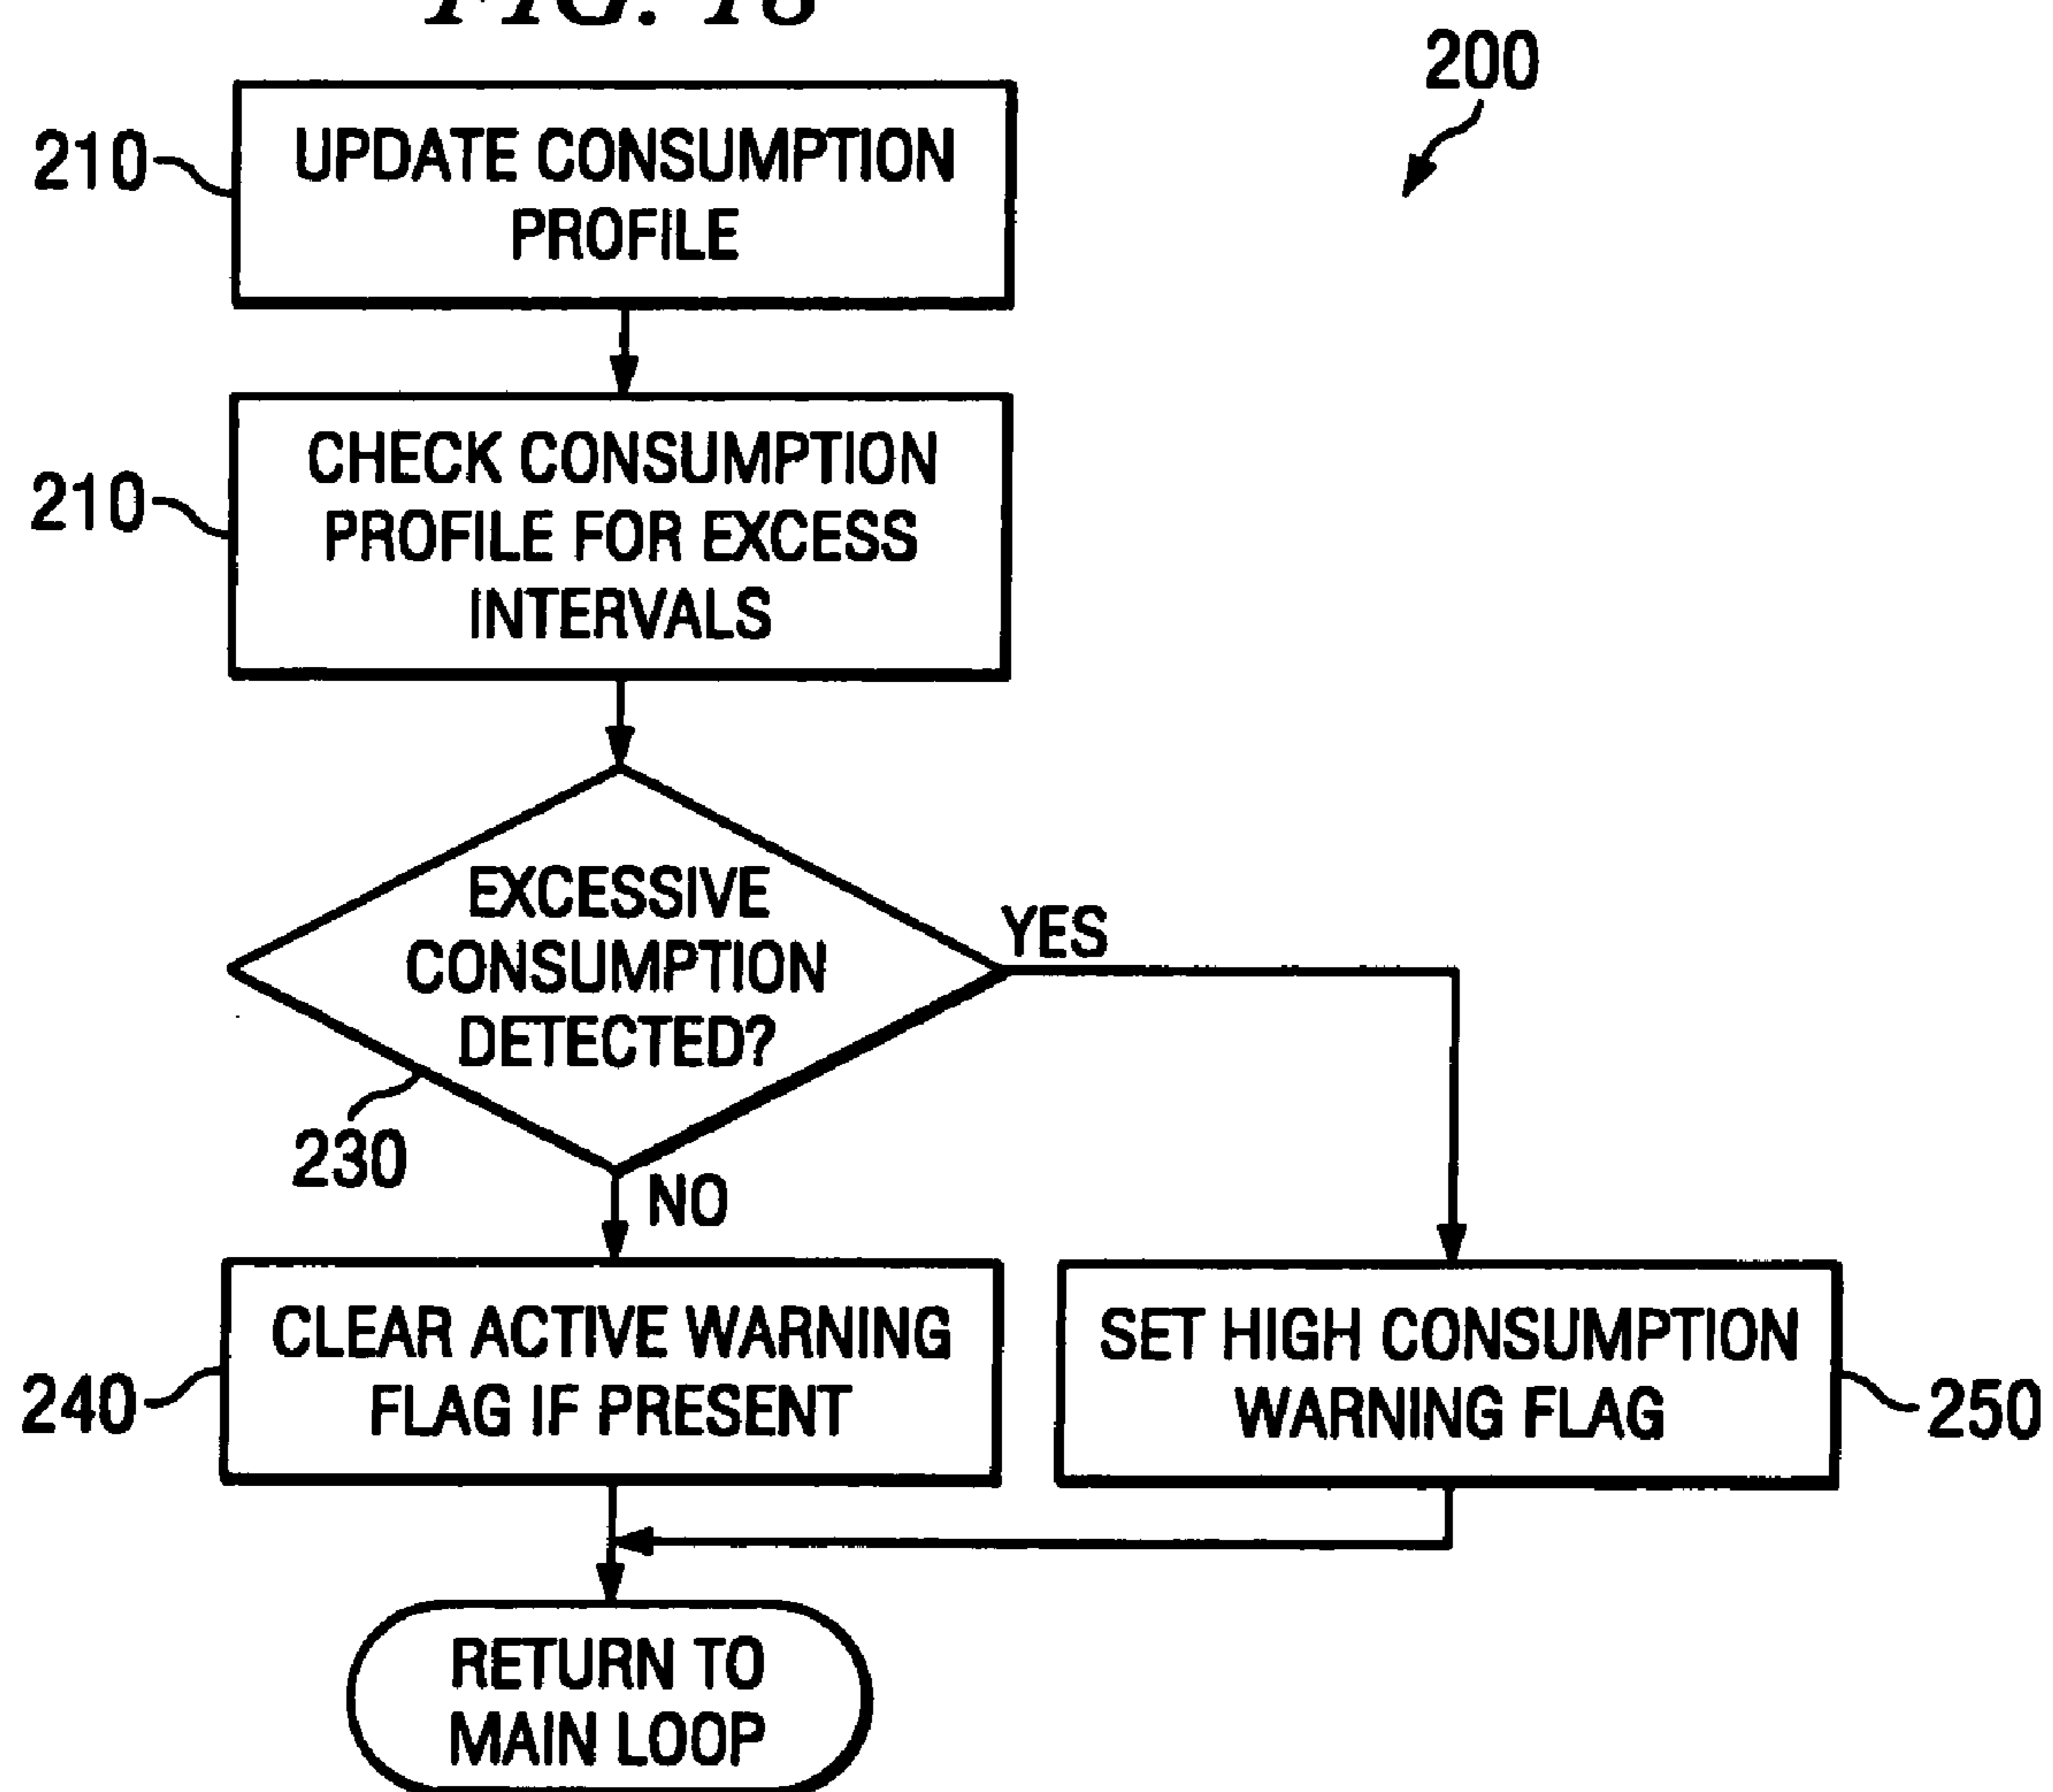 200
210
UPDATE CONSUMPTION
PROFILE
210
CHECK CONSUMPTION
PROFILE FOR EXCESS
INTERVALS
EXCESSIVE
CONSUMPTION
DETECTED?
YES
230
NO
240
CLEAR ACTIVE WARNING
FLAG IF PRESENT
SET HIGH CONSUMPTION
WARNING FLAG
250
RETURN TO
MAIN LOOP